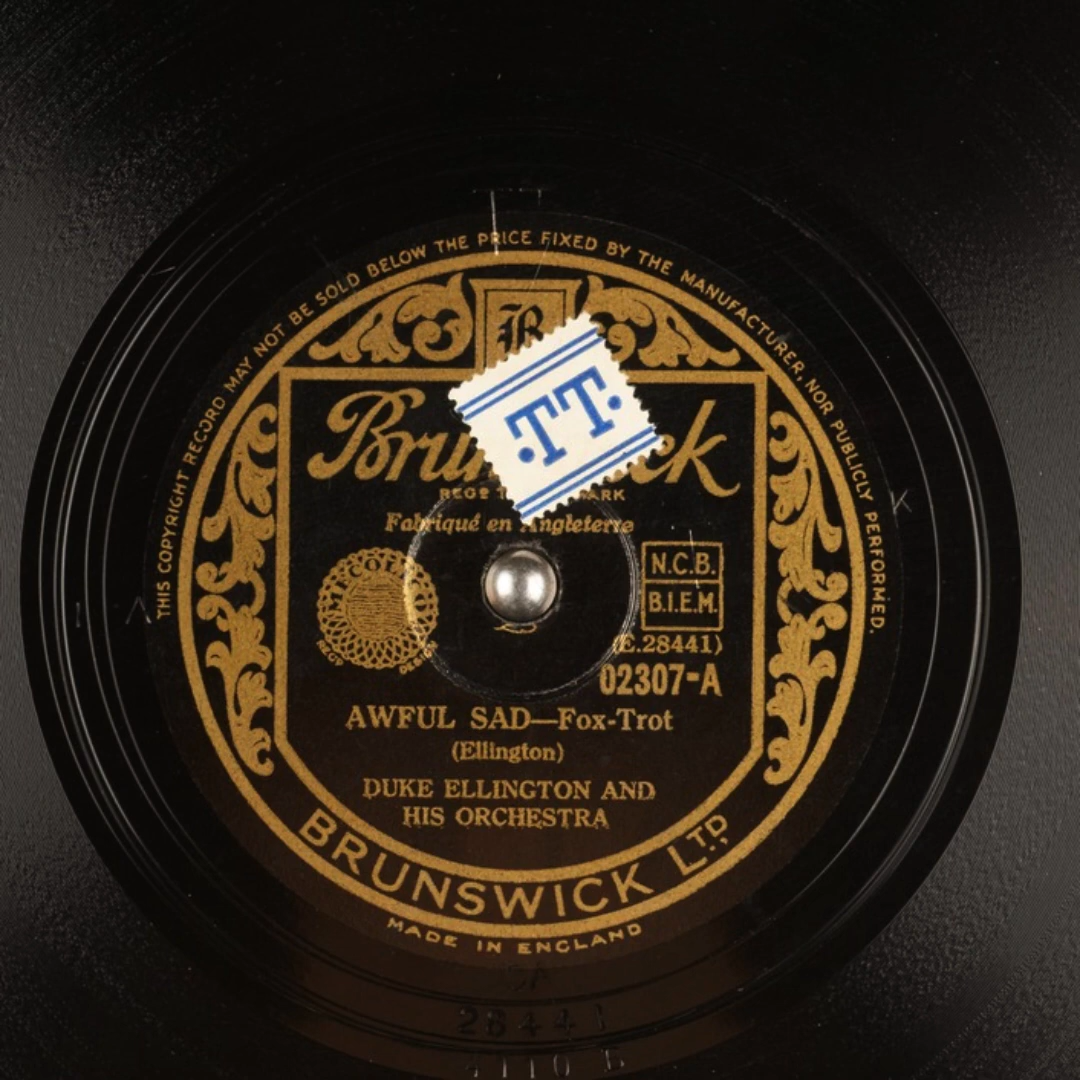 THIS COPYRIGHT RECORD MAY NOT BE SOLD BELOW THE PRICE FIXED BY THE MANUFACTURER, NOR PUBLICLY PERFORMED.
B
·TT·
Fabriqué en Angleterre
N.C.B.
B.I.E.M.
(E.28441)
02307-A
AWFUL SAD—Fox-Trot
(Ellington)
DUKE ELLINGTON AND
HIS ORCHESTRA
BRUNSWICK LTD.,
MADE IN ENGLAND
28441